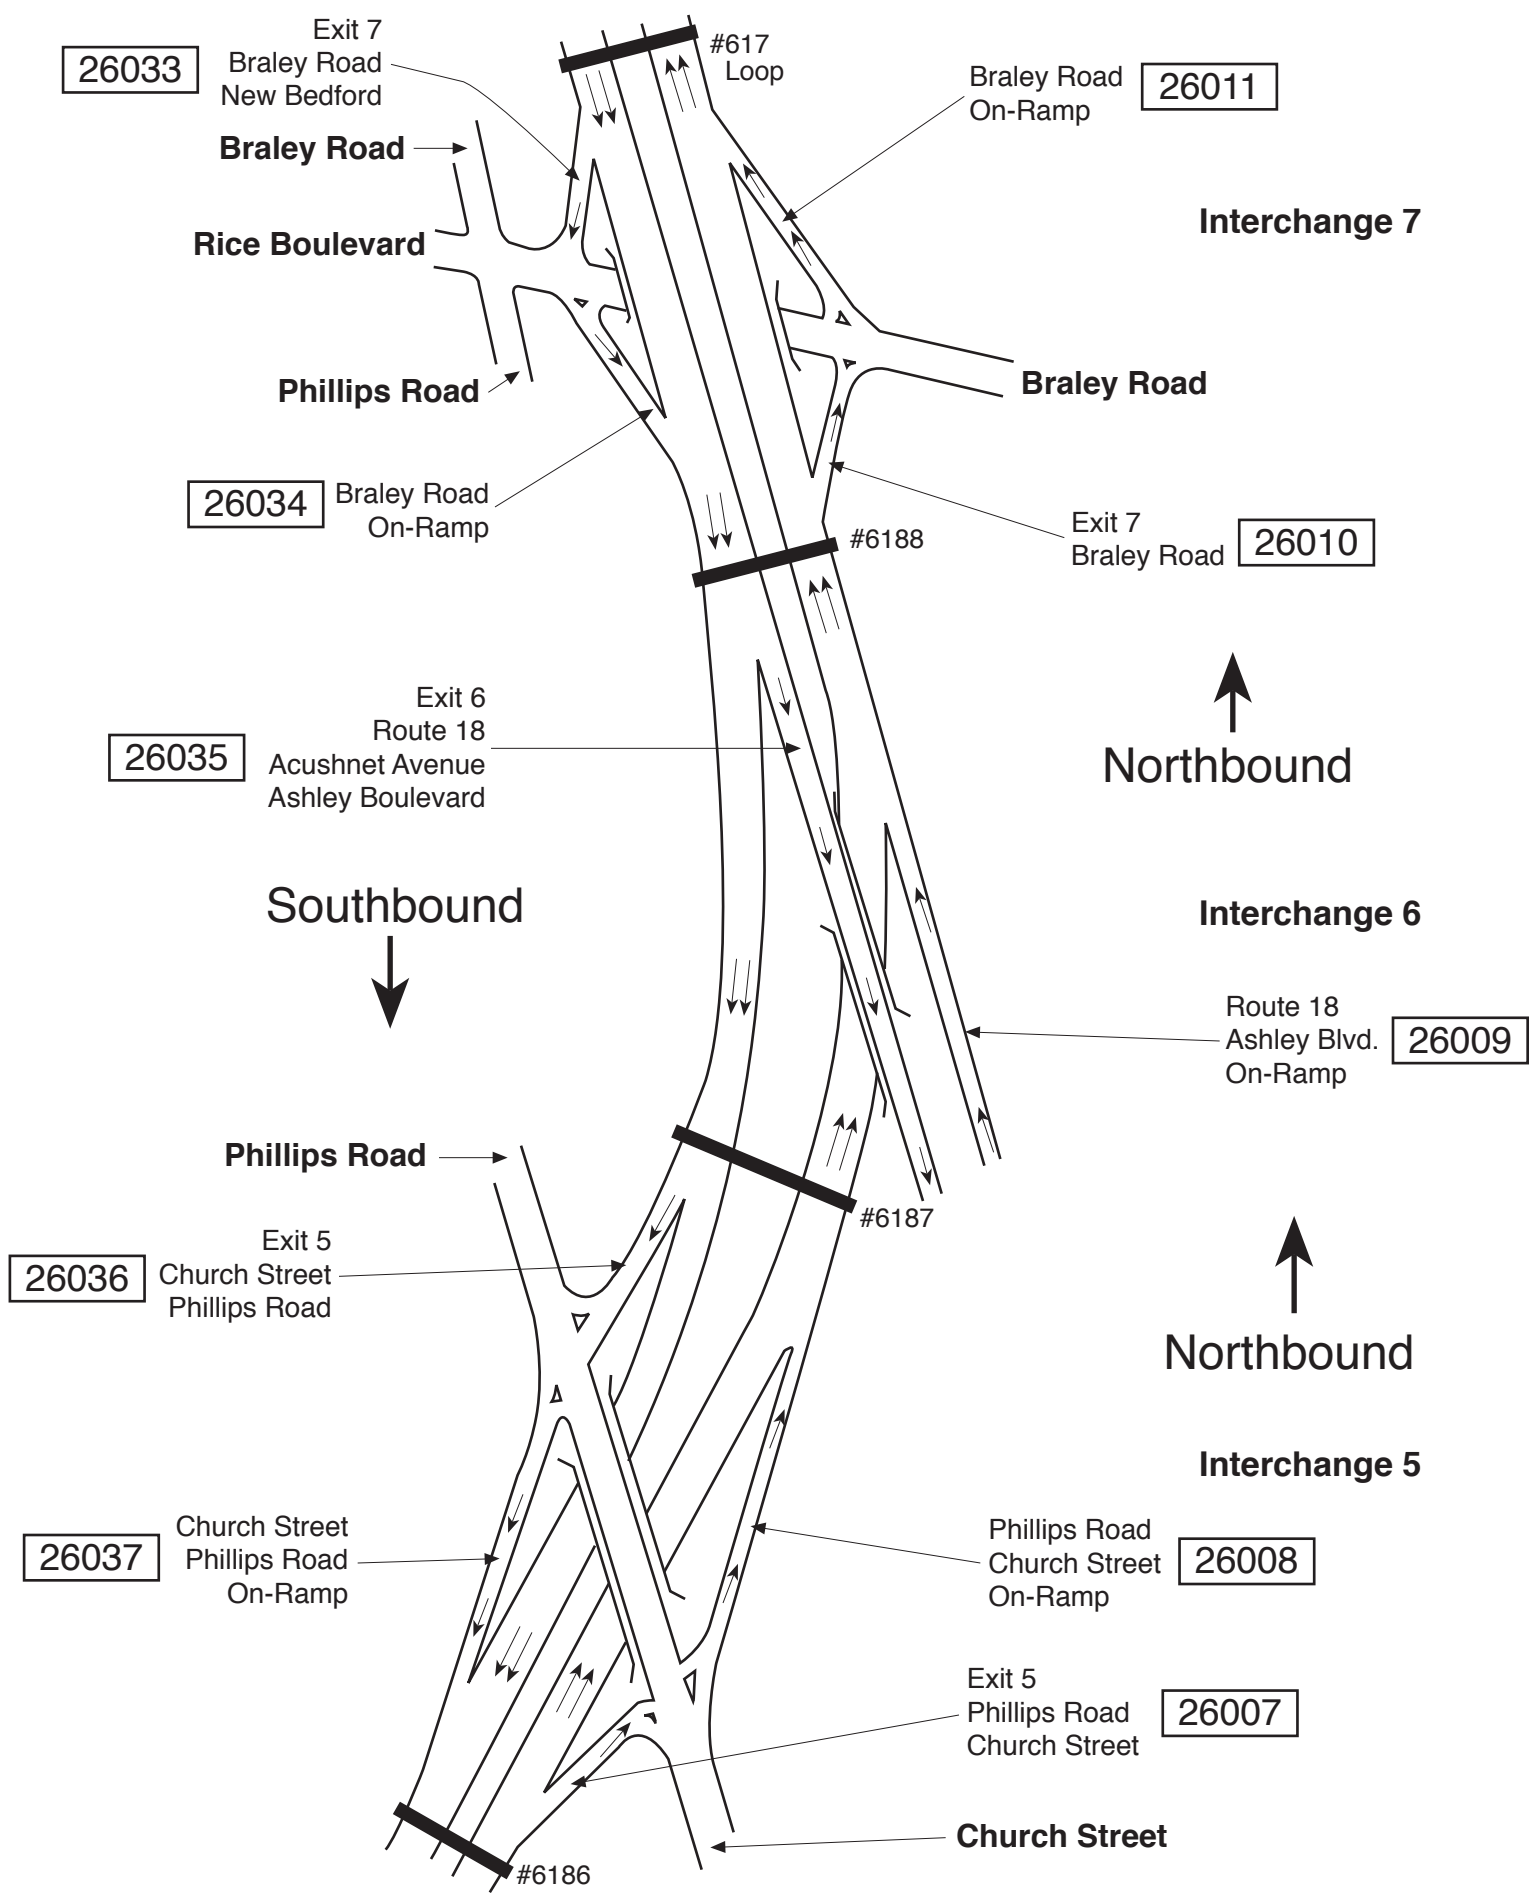 Exit 7
Braley Road
New Bedford
26033
#617
Loop
Braley Road
On-Ramp
26011
Braley Road
Rice Boulevard
Interchange 7
Phillips Road
Braley Road
26034
Braley Road
On-Ramp
#6188
Exit 7
Braley Road
26010
Exit 6
Route 18
Acushnet Avenue
Ashley Boulevard
26035
Northbound
Southbound
Interchange 6
Route 18
Ashley Blvd.
On-Ramp
26009
Phillips Road
#6187
Exit 5
Church Street
Phillips Road
26036
Northbound
Interchange 5
Church Street
Phillips Road
On-Ramp
26037
Phillips Road
Church Street
On-Ramp
26008
Exit 5
Phillips Road
Church Street
26007
Church Street
#6186